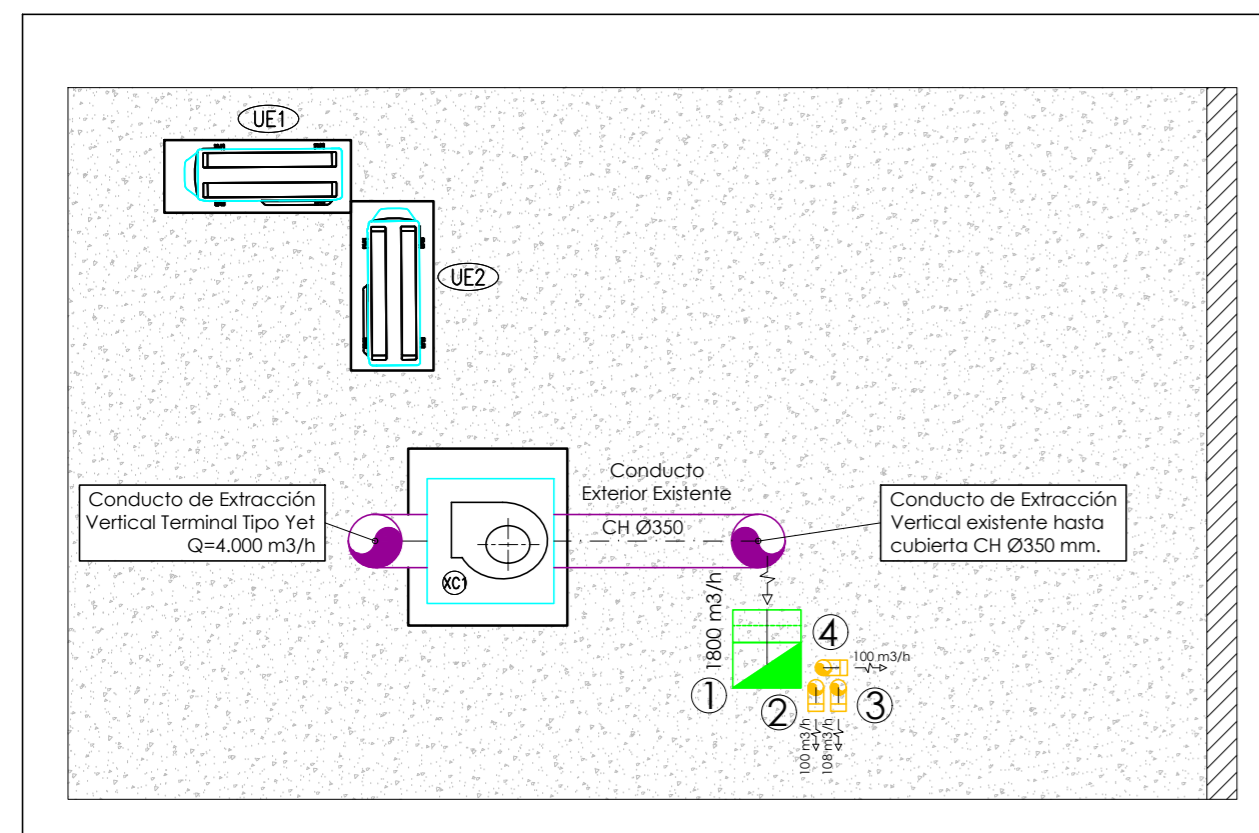 UE1
UE2
Conducto de Extracción
Vertical Terminal Tipo Yet
Q=4.000 m3/h
XC1
Conducto
Exterior Existente
CH Ø350
Conducto de Extracción
Vertical existente hasta
cubierta CH Ø350 mm.
1800 m3/h
1
2
3
4
100 m3/h
100 m3/h
108 m3/h